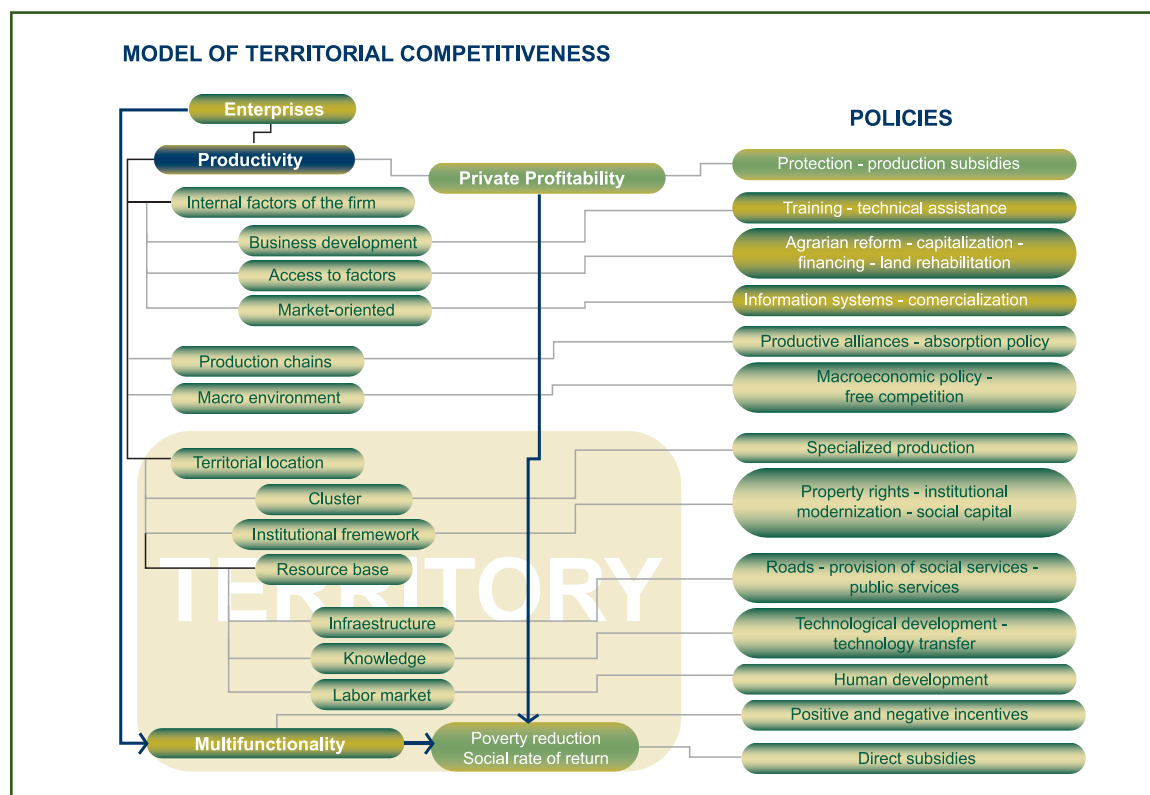 MODEL OF TERRITORIAL COMPETITIVENESS
Enterprises
POLICIES
Productivity
Private Profitability
Protection - production subsidies
Internal factors of the firm
Training - technical assistance
Business development
Agrarian reform - capitalization -
financing - land rehabilitation
Access to factors
Market-oriented
Information systems - comercialization
Production chains
Productive alliances - absorption policy
Macro environment
Macroeconomic policy -
free competition
Territorial location
Specialized production
Cluster
Property rights - institutional
modernization - social capital
Institutional fremework
Resource base
TERRITORY
Roads - provision of social services -
public services
Infraestructure
Technological development -
technology transfer
Knowledge
Labor market
Human development
Positive and negative incentives
Multifunctionality
Poverty reduction
Social rate of return
Direct subsidies